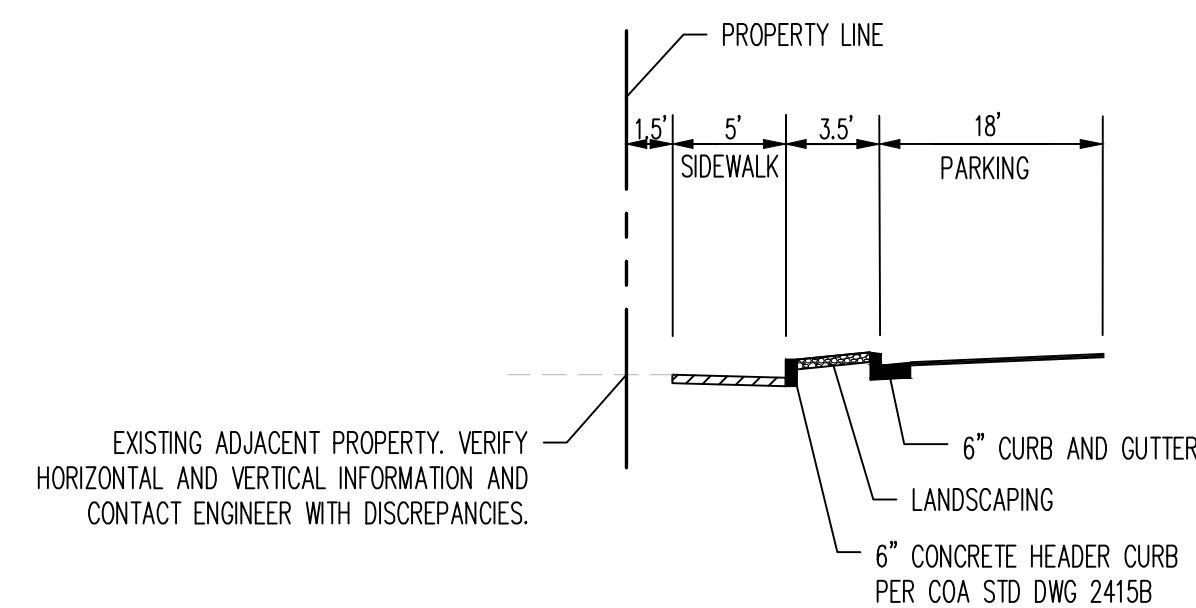 PROPERTY LINE
1.5'
5'
3.5'
18'
SIDEWALK
PARKING
EXISTING ADJACENT PROPERTY. VERIFY
HORIZONTAL AND VERTICAL INFORMATION AND
CONTACT ENGINEER WITH DISCREPANCIES.
6" CURB AND GUTTER
LANDSCAPING
6" CONCRETE HEADER CURB
PER COA STD DWG 2415B